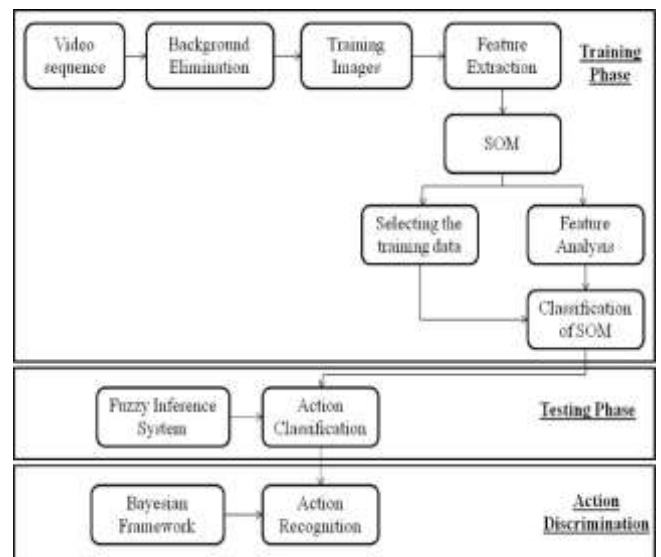 Video
sequence
Background
Elimination
Training
Images
Feature
Extraction
Training
Phase
SOM
Selecting the
training data
Feature
Analysis
Classification
of SOM
Fuzzy Inference
System
Action
Classification
Testing Phase
Bayesian
Framework
Action
Recognition
Action
Discrimination